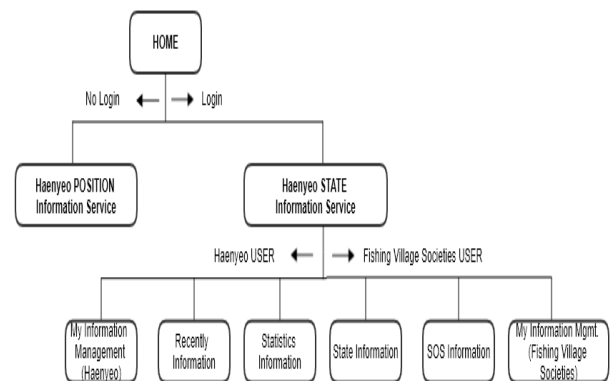 HOME
No Login
Login
Haenyeo POSITION
Information Service
Haenyeo STATE
Information Service
Haenyeo USER
Fishing Village Societies USER
My Information
Management
(Haenyeo)
Recently
Information
Statistics
Information
State Information
SOS Information
My Information Mgmt.
(Fishing Village
Societies)